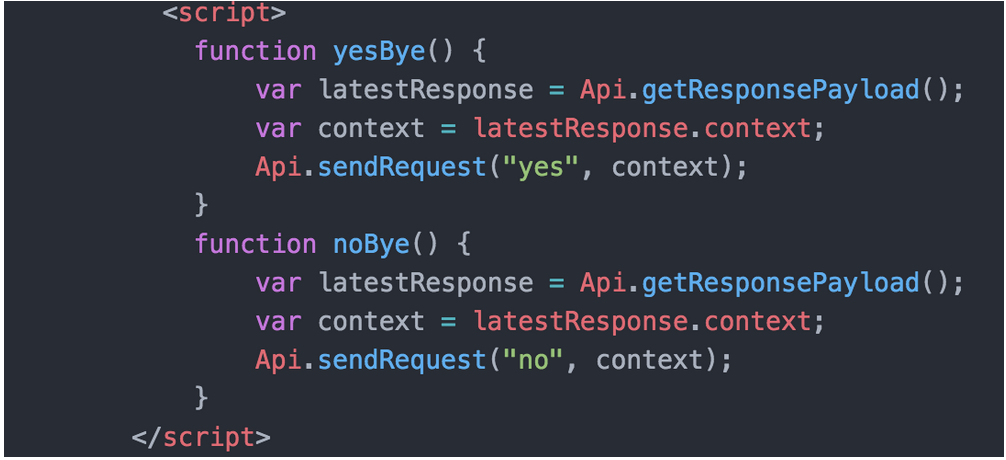 <script>
function yesBye() {
var latestResponse = Api.getResponsePayload();
var context = latestResponse.context;
Api.sendRequest("yes", context);
}
function noBye() {
var latestResponse = Api.getResponsePayload();
var context = latestResponse.context;
Api.sendRequest("no", context);
}
</script>